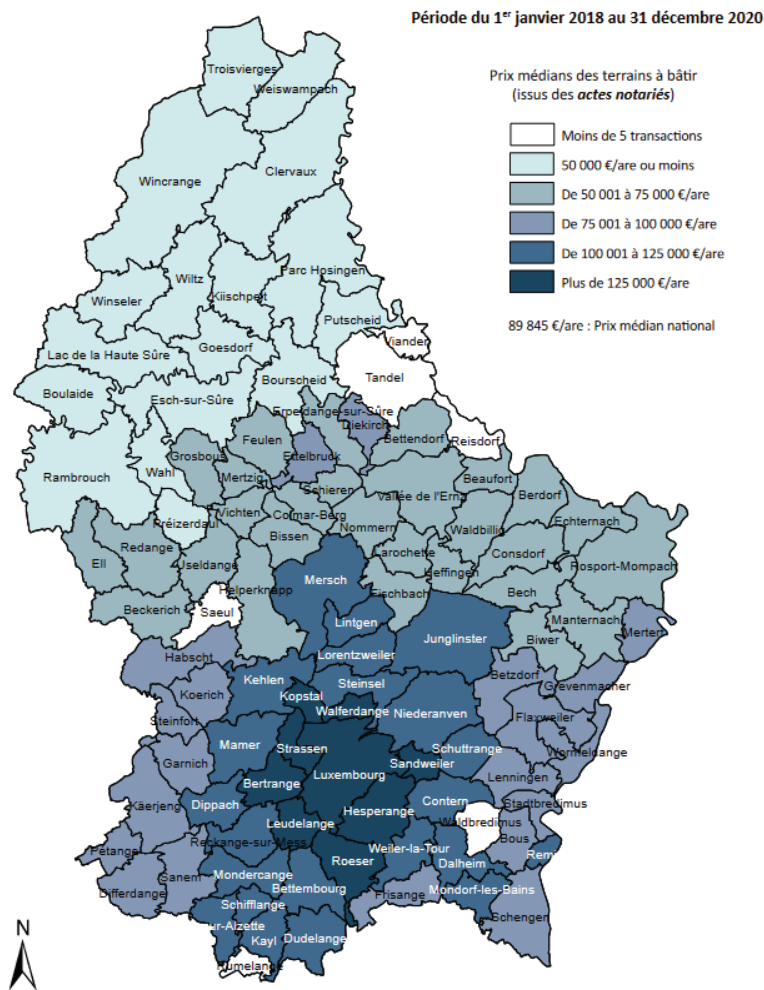 Période du 1er janvier 2018 au 31 décembre 2020
Prix médians des terrains à bâtir
(issus des actes notariés)
Moins de 5 transactions
50 000 €/are ou moins
De 50 001 à 75 000 €/are
De 75 001 à 100 000 €/are
De 100 001 à 125 000 €/are
Plus de 125 000 €/are
89 845 €/are : Prix médian national
Troisvierges
Weiswampach
Clervaux
Wincrange
Parc Hosingen
Wiltz
Kiischpelt
Winseler
Putscheid
Vianden
Goesdorf
Lac de la Haute Sûre
Tandel
Bourscheid
Boulaide
Esch-sur-Sûre
Erpeldange-sur-Sûre
Diekirch
Bettendorf
Reisdorf
Feulen
Ettelbruck
Grosbous
Wahl
Rambrouch
Mertzig
Schieren
Beaufort
Vallée de l'Ernz
Berdorf
Vichten
Colmar-Berg
Préizerdaul
Nommern
Waldbillig
Echternach
Bissen
Redange
Larochette
Consdorf
Ell
Useldange
Heffingen
Rosport-Mompach
Mersch
Helperknapp
Fischbach
Bech
Beckerich
Saeul
Lintgen
Manternach
Junglinster
Biwer
Mertert
Lorentzweiler
Habscht
Betzdorf
Kehlen
Steinsel
Grevenmacher
Koerich
Kopstal
Walferdange
Niederanven
Flaxweiler
Steinfort
Mamer
Strassen
Schuttrange
Wormeldange
Garnich
Sandweiler
Luxembourg
Lenningen
Bertrange
Käerjeng
Dippach
Hesperange
Contern
Stadtbredimus
Leudelange
Waldbredimus
Bous
Reckange-sur-Mess
Weiler-la-Tour
Pétange
Roeser
Dalheim
Remi
Sanem
Mondercange
Differdange
Bettembourg
Frisange
Mondorf-les-Bains
Schifflange
Schengen
ur-Alzette
Kayl
Dudelange
Rumelange
N